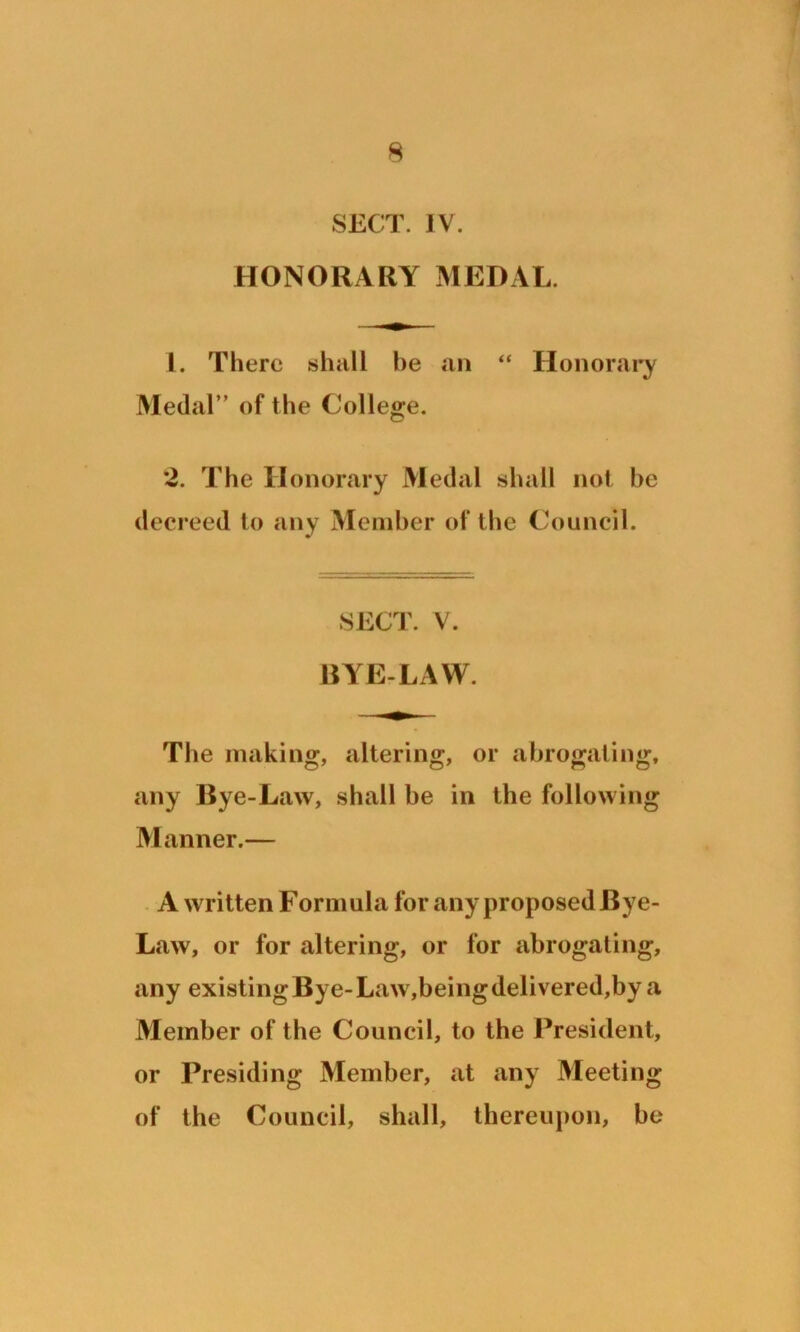 8
SECT. IV.
HONORARY MEDAL.
1. There shall be an “ Honorary
Medal” of the College.
2. The Honorary Medal shall not be
decreed to any Member of the Council.
SECT. V.
BYE-LAW.
The making, altering, or abrogating,
any Bye-Law, shall be in the following
Manner.—
A written Formula for any proposed Bye-
Law, or for altering, or for abrogating,
any existing Bye-Law, being delivered, by a
Member of the Council, to the President,
or Presiding Member, at any Meeting
of the Council, shall, thereupon, be